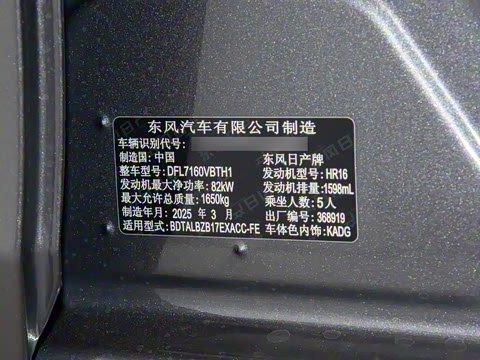 东风汽车有限公司制造
车辆识别代号:
制造国: 中国 东风日产牌
整车型号: DFL7160VBTH1 发动机型号: HR16
发动机最大净功率: 82kW 发动机排量: 1598mL
最大允许总质量: 1650kg 乘坐人数: 5人
制造年月: 2025 年 3 月 出厂编号: 368919
适用型式: BDTALBZB17EXACC-FE 车体色内饰: KADG